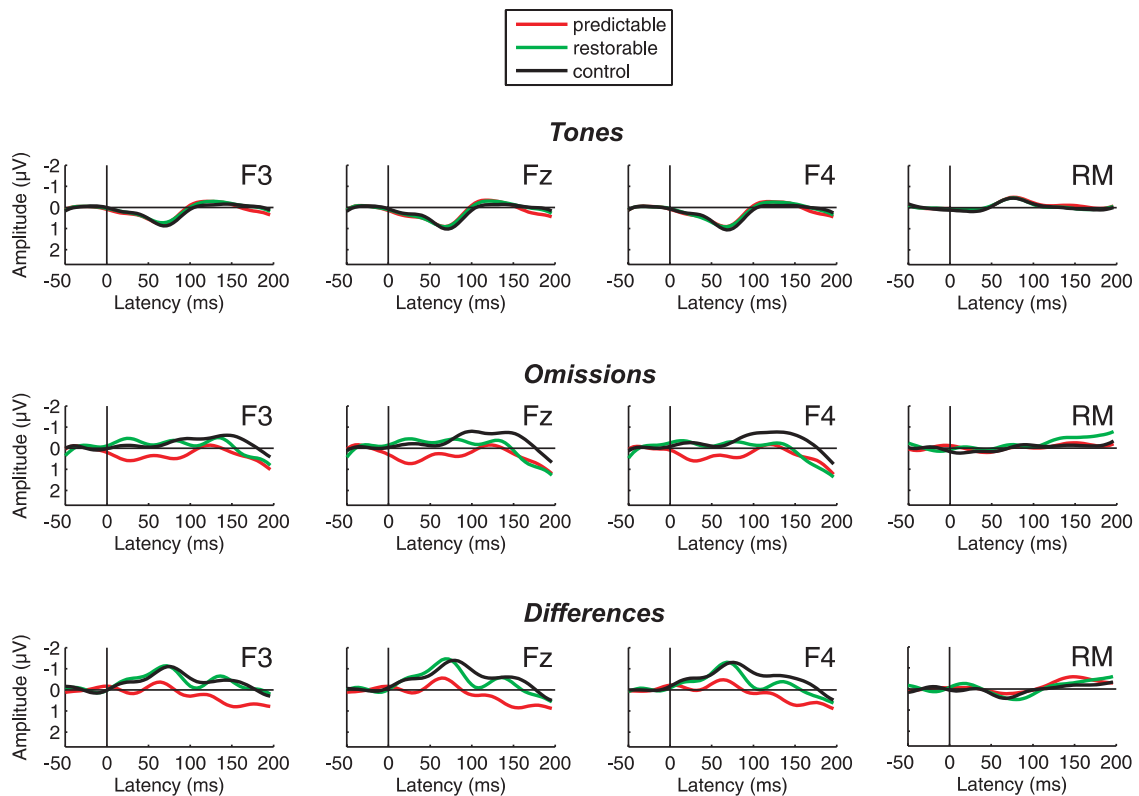 predictable
restorable
control
Tones
F3 Fz F4 RM
Amplitude (µV)
-2
-1
0
1
2
-50 0 50 100 150 200 -50 0 50 100 150 200 -50 0 50 100 150 200 -50 0 50 100 150 200
Latency (ms) Latency (ms) Latency (ms) Latency (ms)
Omissions
F3 Fz F4 RM
Amplitude (µV)
-2
-1
0
1
2
-50 0 50 100 150 200 -50 0 50 100 150 200 -50 0 50 100 150 200 -50 0 50 100 150 200
Latency (ms) Latency (ms) Latency (ms) Latency (ms)
Differences
F3 Fz F4 RM
Amplitude (µV)
-2
-1
0
1
2
-50 0 50 100 150 200 -50 0 50 100 150 200 -50 0 50 100 150 200 -50 0 50 100 150 200
Latency (ms) Latency (ms) Latency (ms) Latency (ms)